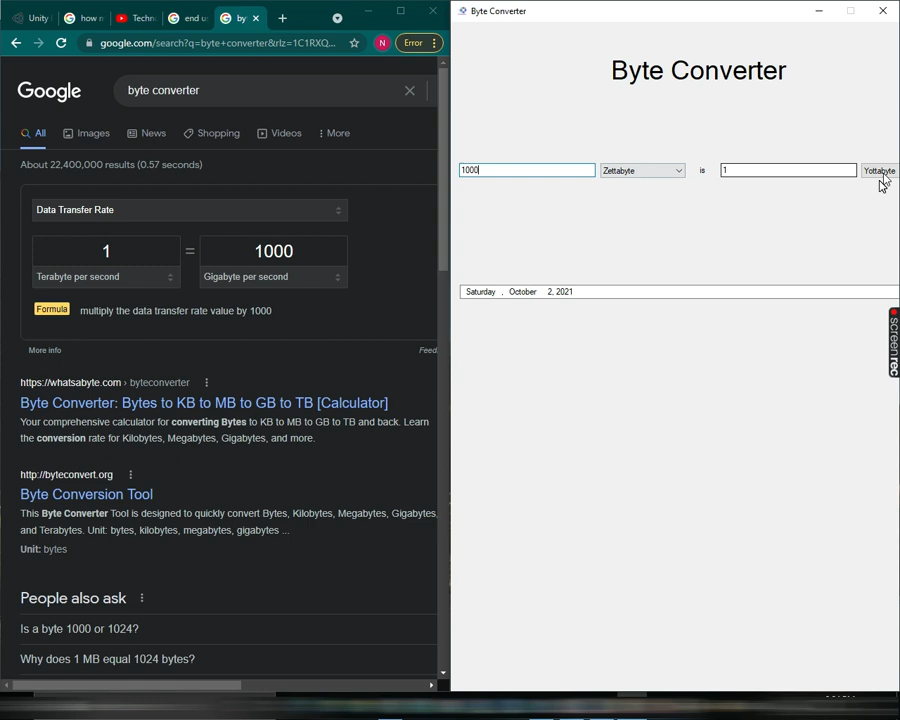 Unity
how r
Techn
end us
by
google.com/search?q=byte+converter&rlz=1C1RXQ...
N
Error
Google
byte converter
All
Images
News
Shopping
Videos
More
About 22,400,000 results (0.57 seconds)
Data Transfer Rate
1 = 1000
Terabyte per second
Gigabyte per second
Formula multiply the data transfer rate value by 1000
More info
Feed
https://whatsabyte.com › byteconverter
Byte Converter: Bytes to KB to MB to GB to TB [Calculator]
Your comprehensive calculator for converting Bytes to KB to MB to GB to TB and back. Learn
the conversion rate for Kilobytes, Megabytes, Gigabytes, and more.
http://byteconvert.org
Byte Conversion Tool
This Byte Converter Tool is designed to quickly convert Bytes, Kilobytes, Megabytes, Gigabytes,
and Terabytes. Unit: bytes, kilobytes, megabytes, gigabytes ...
Unit: bytes
People also ask
Is a byte 1000 or 1024?
Why does 1 MB equal 1024 bytes?
Byte Converter
Byte Converter
1000 Zettabyte is 1 Yottabyte
Saturday , October 2, 2021
screenrec